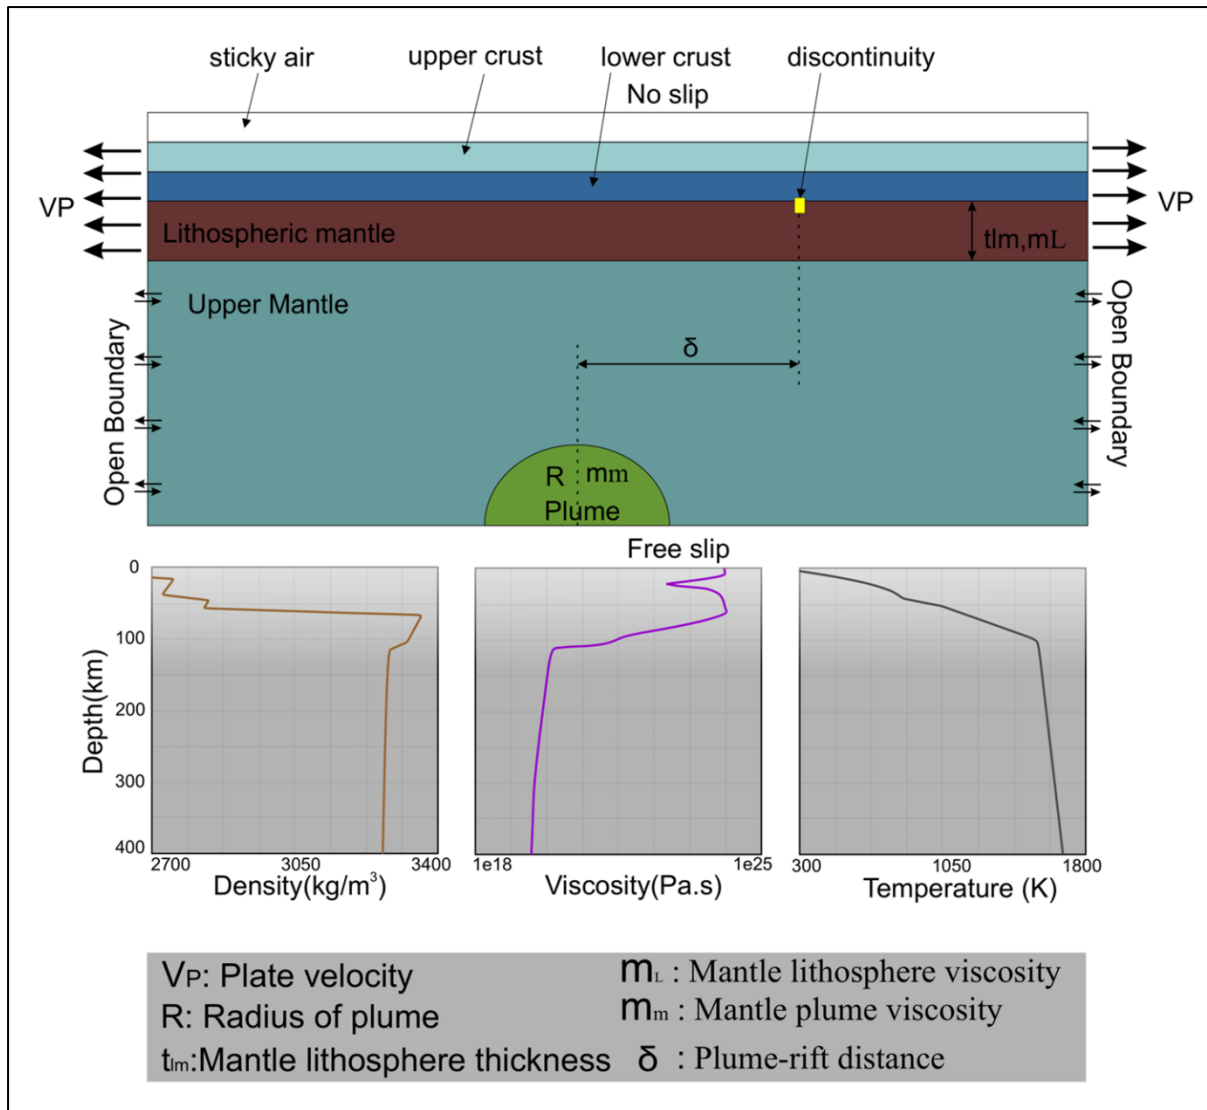 sticky air
upper crust
lower crust
discontinuity
No slip
VP
VP
Lithospheric mantle
tlm,mL
Upper Mantle
Open Boundary
Open Boundary
δ
R mm
Plume
Free slip
0
100
200
300
400
Depth(km)
2700 3050 3400
Density(kg/m³)
1e18 1e25
Viscosity(Pa.s)
300 1050 1800
Temperature (K)
VP: Plate velocity
R: Radius of plume
tlm:Mantle lithosphere thickness
mL : Mantle lithosphere viscosity
mm : Mantle plume viscosity
δ : Plume-rift distance